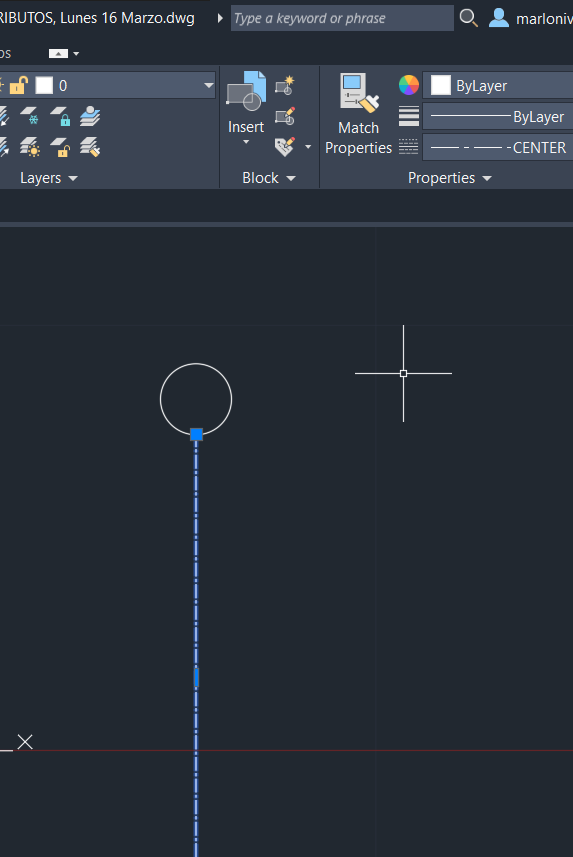 RIBUTOS, Lunes 16 Marzo.dwg
Type a keyword or phrase
marloniv
os
0
ByLayer
Insert
Match
Properties
ByLayer
CENTER
Layers
Block
Properties